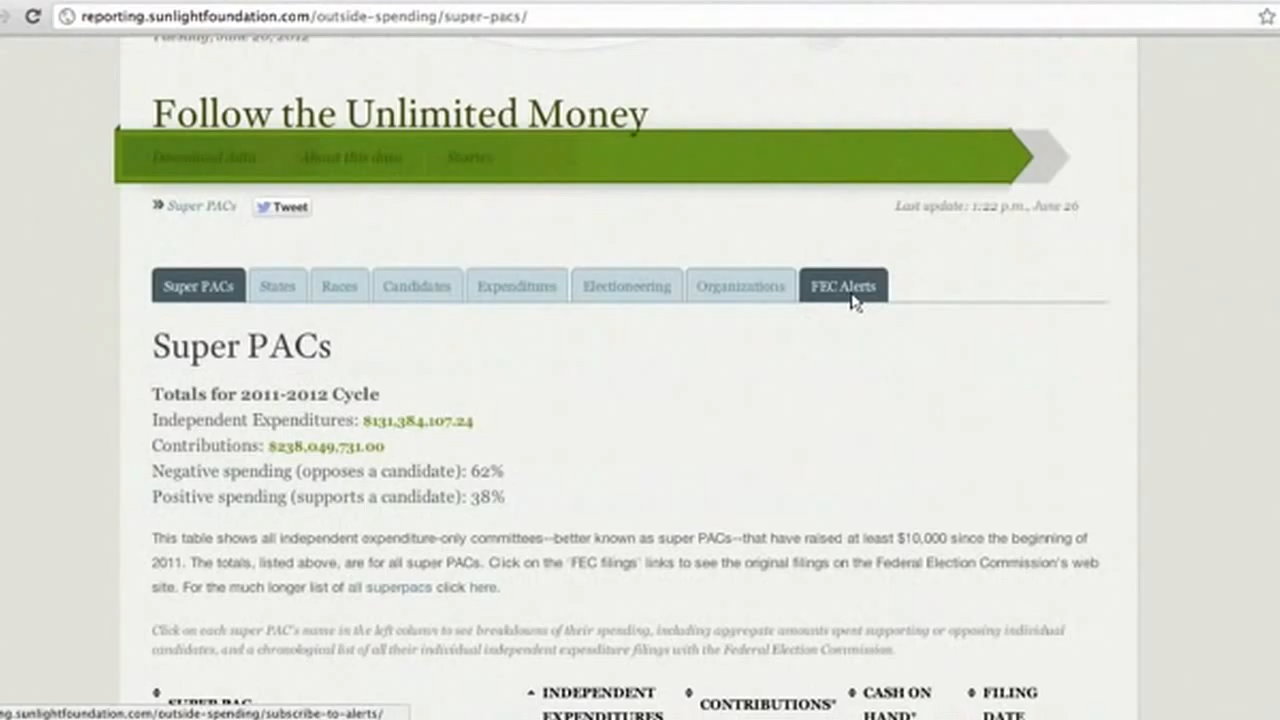 reporting.sunlightfoundation.com/outside-spending/super-pacs/
Tuesday, June 26, 2012
Follow the Unlimited Money
Download data About this data Stories
» Super PACs Tweet Last update: 1:22 p.m., June 26
Super PACs States Races Candidates Expenditures Electioneering Organizations FEC Alerts
Super PACs
Totals for 2011-2012 Cycle
Independent Expenditures: $131,384,107.24
Contributions: $238,049,731.00
Negative spending (opposes a candidate): 62%
Positive spending (supports a candidate): 38%
This table shows all independent expenditure-only committees--better known as super PACs--that have raised at least $10,000 since the beginning of
2011. The totals, listed above, are for all super PACs. Click on the "FEC filings" links to see the original filings on the Federal Election Commission's web
site. For the much longer list of all superpacs click here.
Click on each super PAC's name in the left column to see breakdowns of their spending, including aggregate amounts spent supporting or opposing individual
candidates, and a chronological list of all their individual independent expenditure filings with the Federal Election Commission.
SUPER PAC INDEPENDENT EXPENDITURES CONTRIBUTIONS* CASH ON HAND* FILING DATE
ng.sunlightfoundation.com/outside-spending/subscribe-to-alerts/